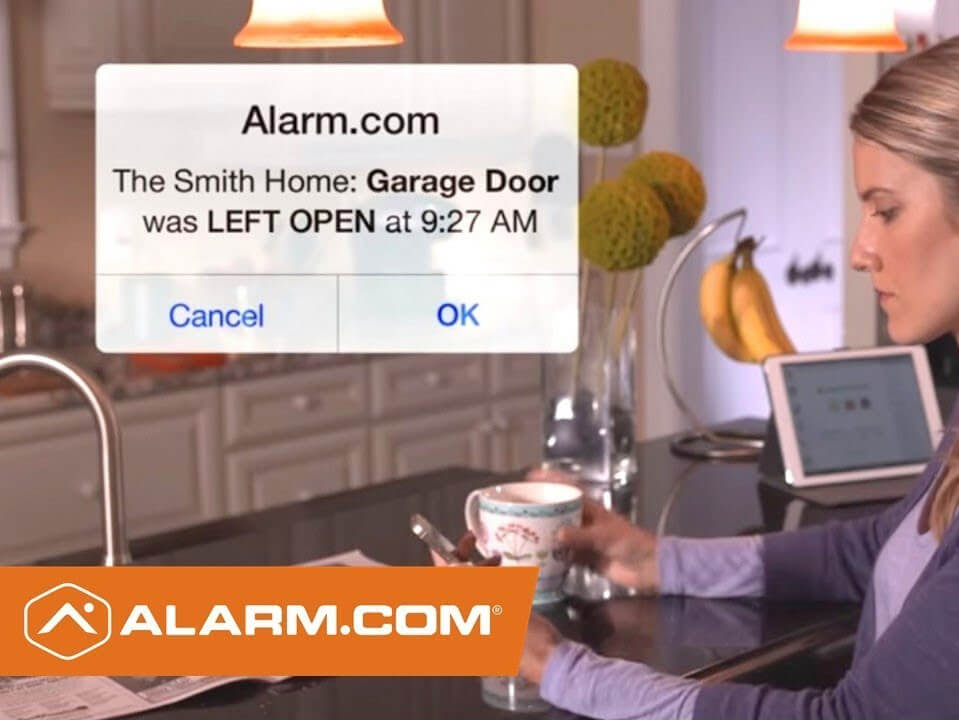 Alarm.com
The Smith Home: Garage Door
was LEFT OPEN at 9:27 AM
Cancel
OK
ALARM.COM®